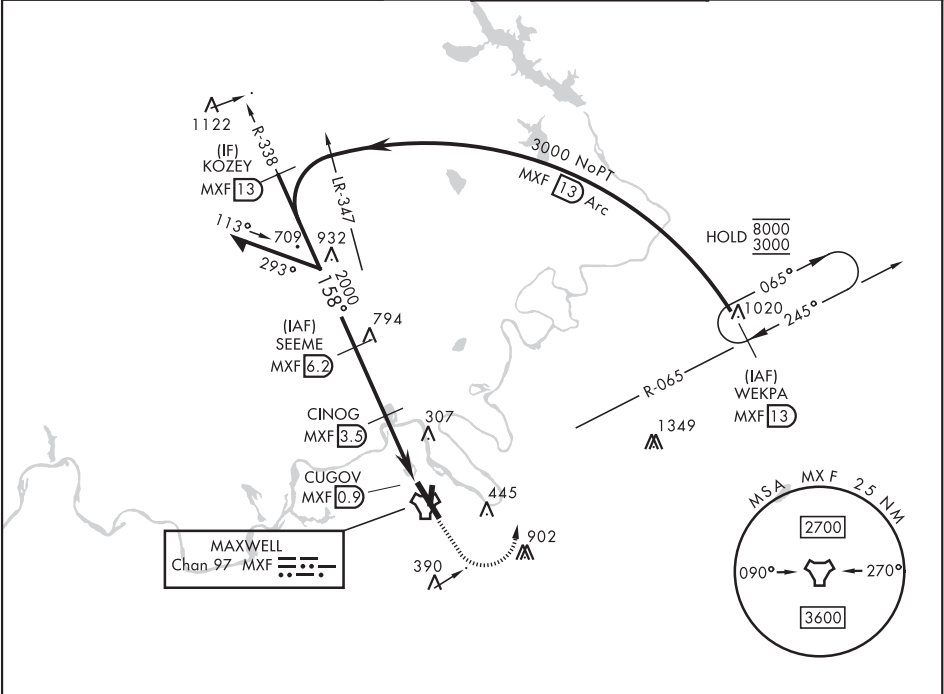 1122
R-338
(IF)
KOZEY
MXF 13
LR-347
3000 NoPT
MXF 13 Arc
HOLD 8000
3000
113°
709
932
293°
2000
158°
065°
1020
245°
(IAF)
SEEME
MXF 6.2
794
R-065
(IAF)
WEKPA
MXF 13
CINOG
MXF 3.5
307
1349
CUGOV
MXF 0.9
445
MSA MXF 25 NM
2700
MAXWELL
Chan 97 MXF
902
390
090°
270°
3600